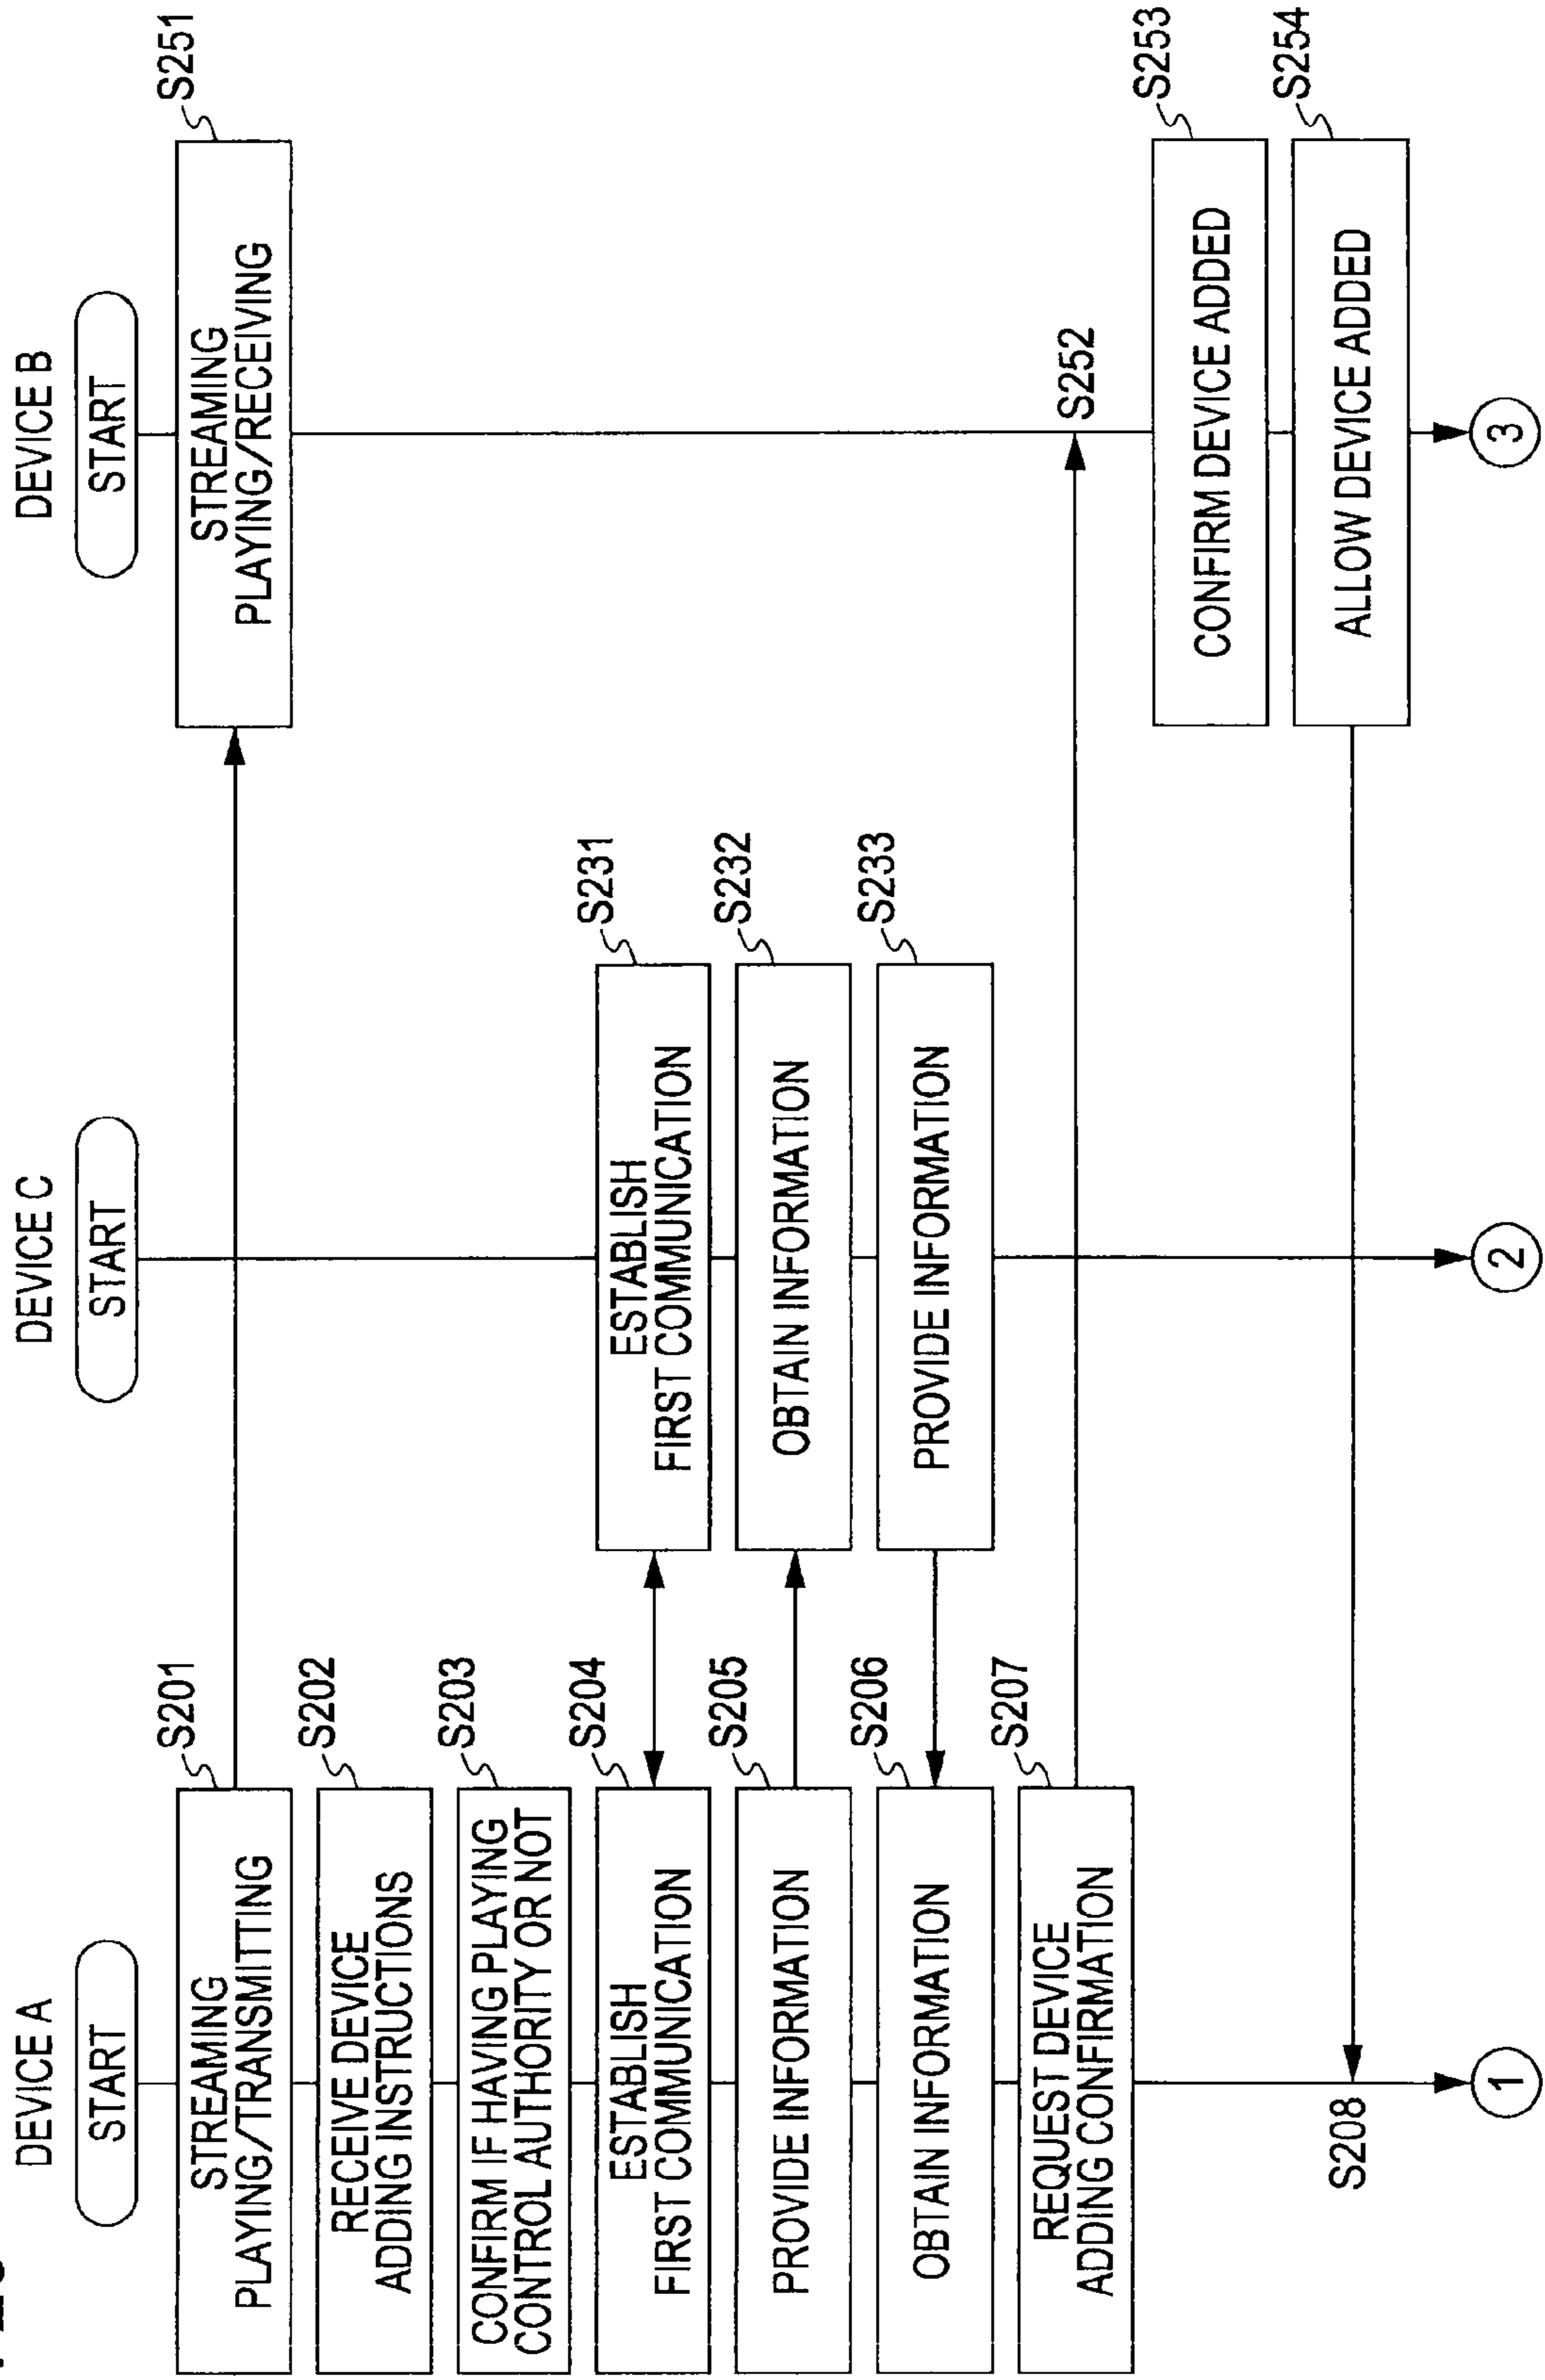 DEVICE A
START
STREAMING
PLAYING/TRANSMITTING
S201
RECEIVE DEVICE
ADDING INSTRUCTIONS
S202
CONFIRM IF HAVING PLAYING
CONTROL AUTHORITY OR NOT
S203
ESTABLISH
FIRST COMMUNICATION
S204
PROVIDE INFORMATION
S205
OBTAIN INFORMATION
S206
REQUEST DEVICE
ADDING CONFIRMATION
S207
S208
1
DEVICE C
START
ESTABLISH
FIRST COMMUNICATION
S231
OBTAIN INFORMATION
S232
PROVIDE INFORMATION
S233
2
DEVICE B
START
STREAMING
PLAYING/RECEIVING
S251
S252
CONFIRM DEVICE ADDED
S253
ALLOW DEVICE ADDED
S254
3